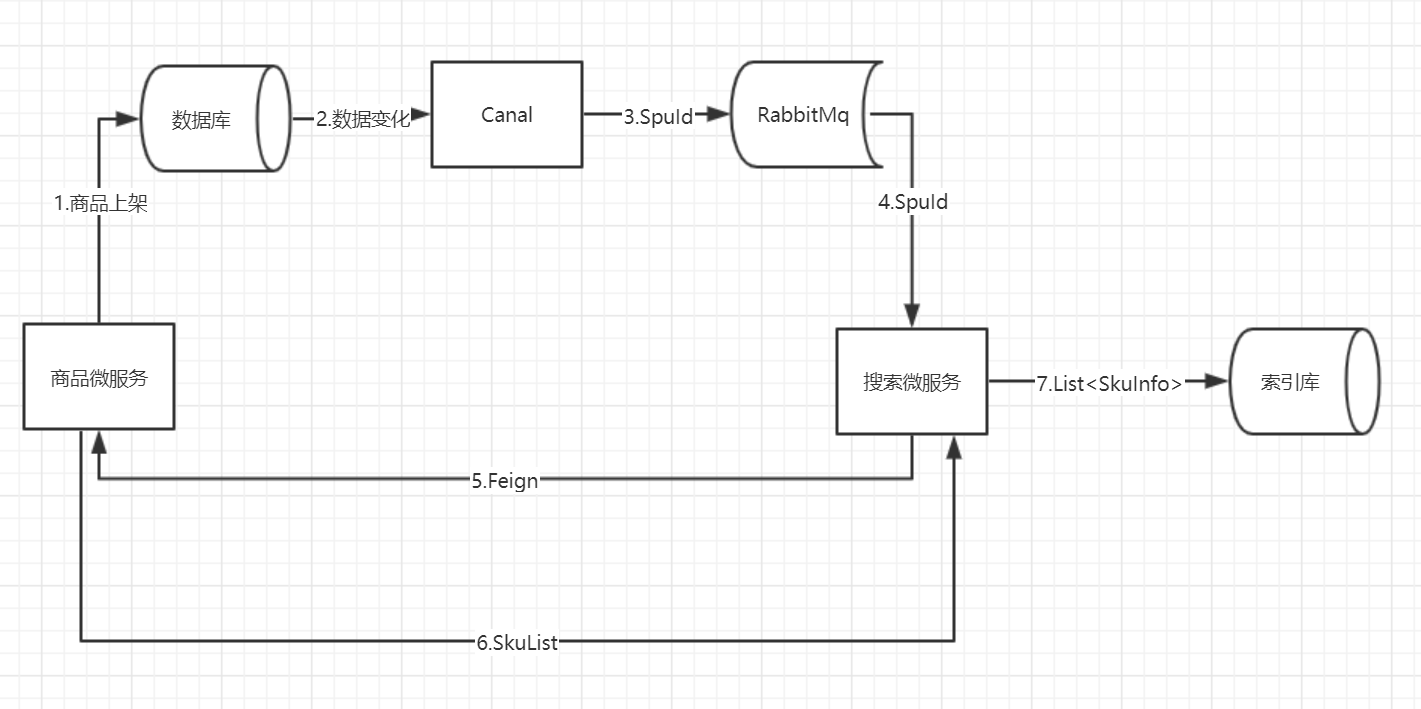 数据库
2.数据变化
Canal
3.SpuId
RabbitMq
1.商品上架
4.SpuId
商品微服务
搜索微服务
7.List<SkuInfo>
索引库
5.Feign
6.SkuList